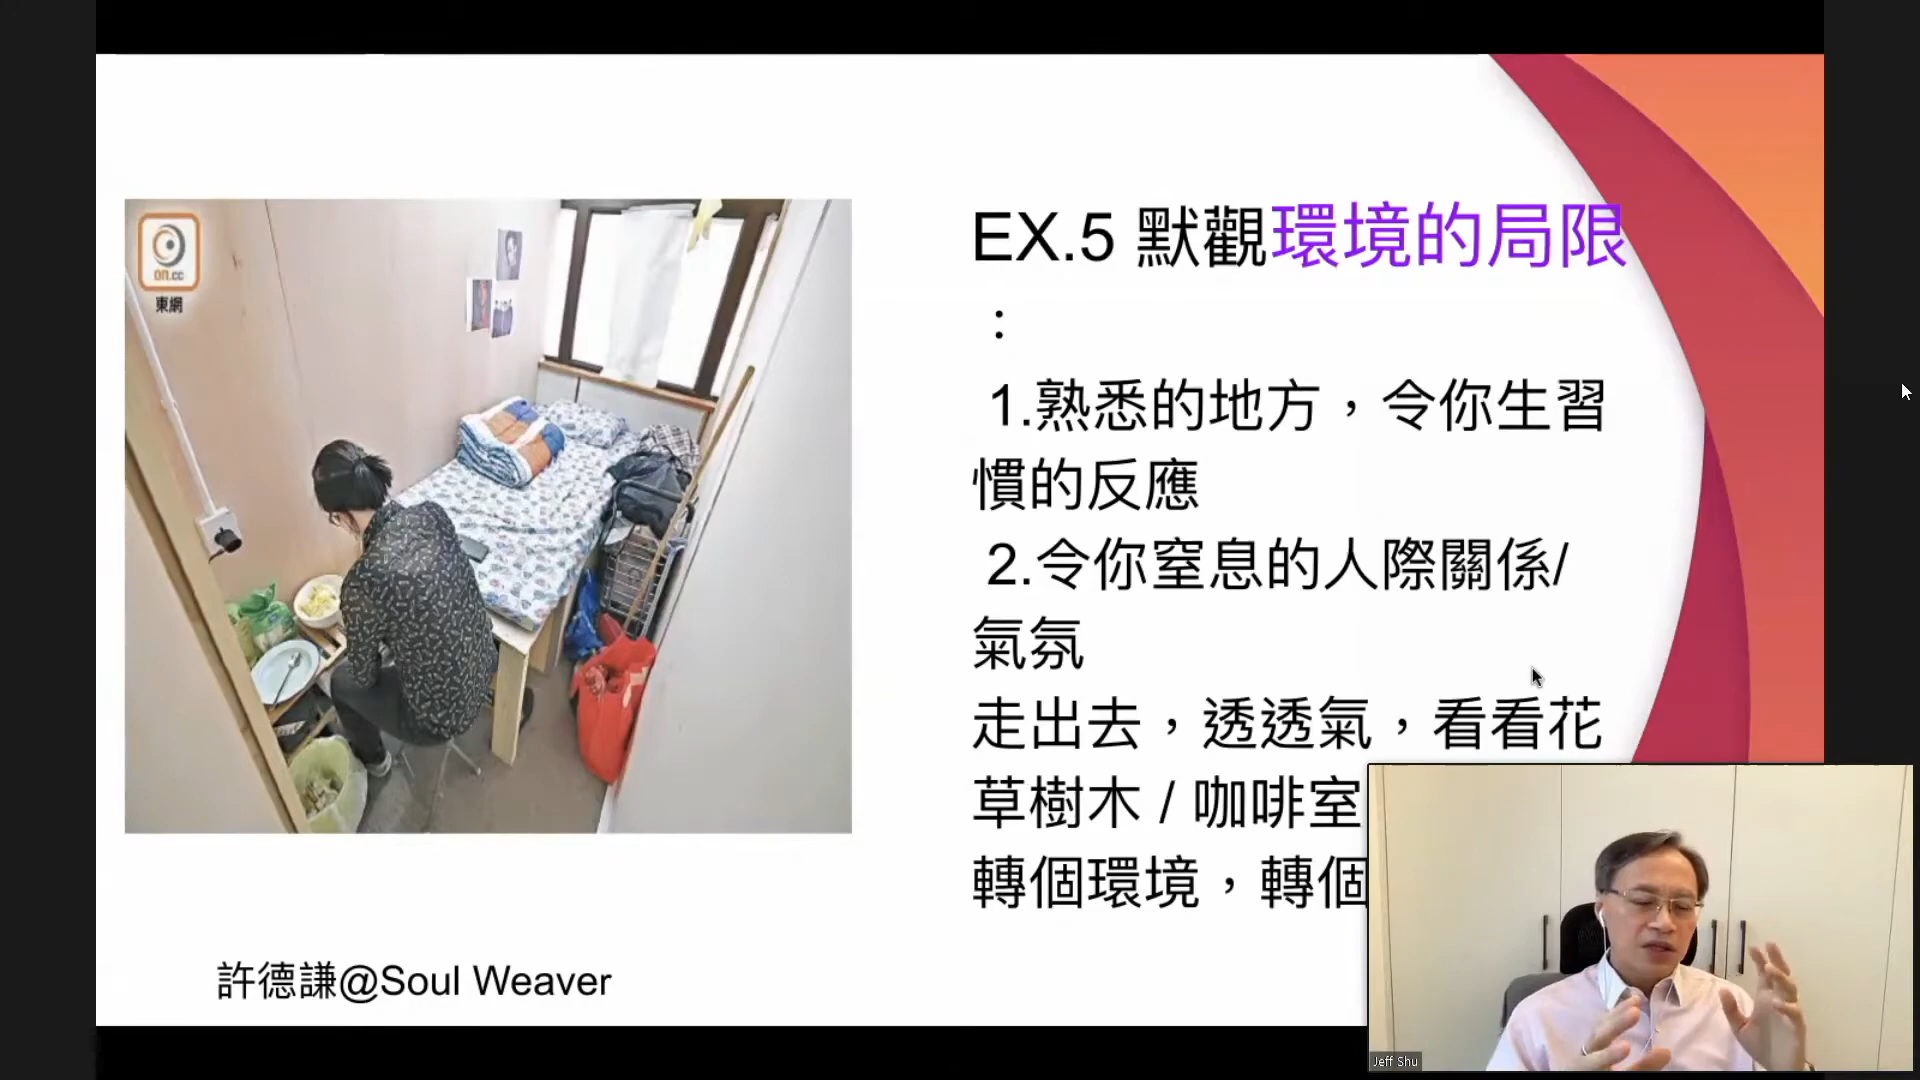 on.cc
東網
EX.5 默觀環境的局限
：
1.熟悉的地方，令你生習
慣的反應
2.令你窒息的人際關係/
氣氛
走出去，透透氣，看看花
草樹木 / 咖啡室
轉個環境，轉個
許德謙@Soul Weaver
Jeff Shu